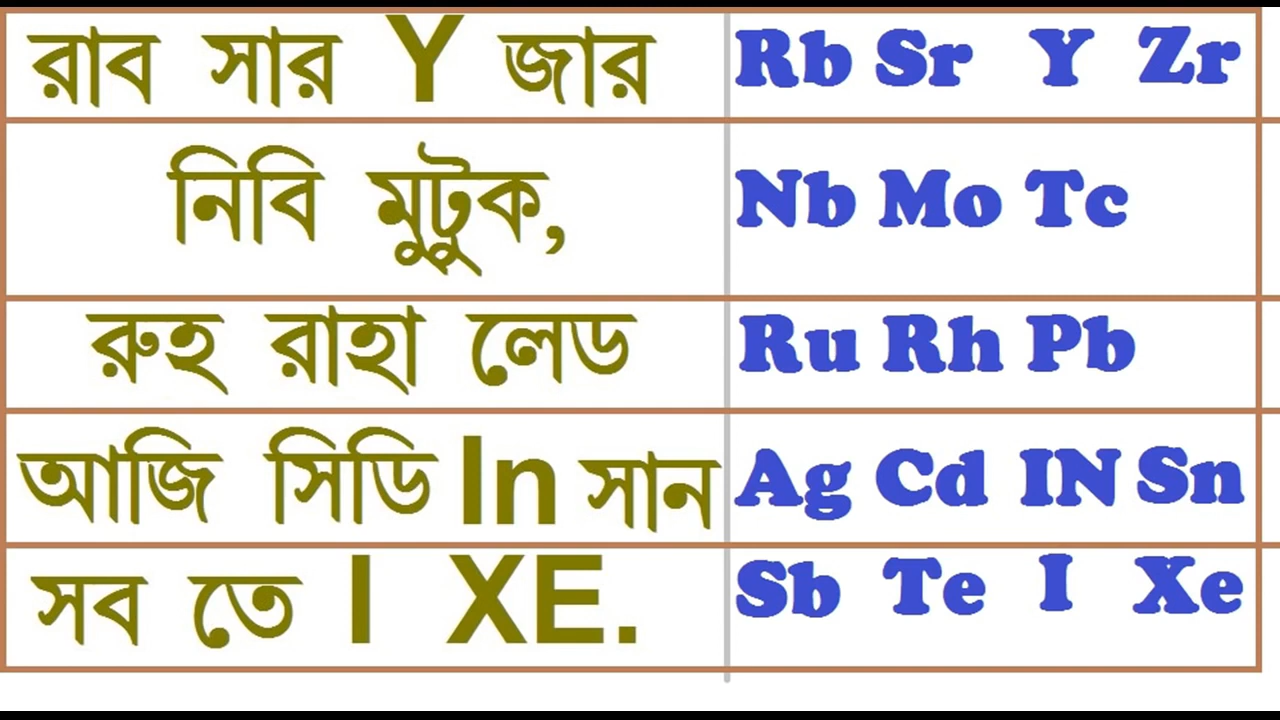 রাব সার Y জার Rb Sr Y Zr
নিবি মুটুক, Nb Mo Tc
রুহ রাহা লেড Ru Rh Pb
আজি সিডি In সান Ag Cd IN Sn
সব তে I XE. Sb Te I Xe